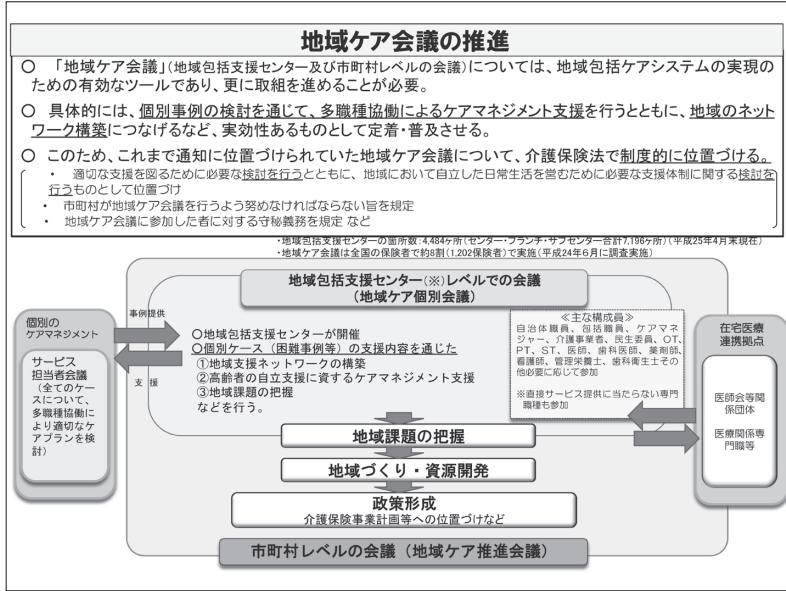 地域ケア会議の推進
○ 「地域ケア会議」(地域包括支援センター及び市町村レベルの会議)については、地域包括ケアシステムの実現の
ための有効なツールであり、更に取組を進めることが必要。
○ 具体的には、個別事例の検討を通じて、多職種協働によるケアマネジメント支援を行うとともに、地域のネット
ワーク構築につなげるなど、実効性あるものとして定着・普及させる。
○ このため、これまで通知に位置づけられていた地域ケア会議について、介護保険法で制度的に位置づける。
・ 適切な支援を図るために必要な検討を行うとともに、地域において自立した日常生活を営むために必要な支援体制に関する検討を
行うものとして位置づけ
・ 市町村が地域ケア会議を行うよう努めなければならない旨を規定
・ 地域ケア会議に参加した者に対する守秘義務を規定 など
・地域包括支援センターの箇所数:4,484ヶ所(センター・ブランチ・サブセンター合計7,196ヶ所)(平成25年4月末現在)
・地域ケア会議は全国の保険者で約8割(1,202保険者)で実施(平成24年6月に調査実施)
地域包括支援センター(※)レベルでの会議
(地域ケア個別会議)
個別の
ケアマネジメント
サービス
担当者会議
(全てのケー
スについて、
多職種協働に
より適切なケ
アプランを検
討)
事例提供
支 援
○地域包括支援センターが開催
○個別ケース(困難事例等)の支援内容を通じた
①地域支援ネットワークの構築
②高齢者の自立支援に資するケアマネジメント支援
③地域課題の把握
などを行う。
≪主な構成員≫
自治体職員、包括職員、ケアマネ
ジャー、介護事業者、民生委員、OT、
PT、ST、医師、歯科医師、薬剤師、
看護師、管理栄養士、歯科衛生士その
他必要に応じて参加
※直接サービス提供に当たらない専門
職種も参加
在宅医療
連携拠点
医師会等関
係団体
医療関係専
門職等
地域課題の把握
地域づくり・資源開発
政策形成
介護保険事業計画等への位置づけなど
市町村レベルの会議(地域ケア推進会議)